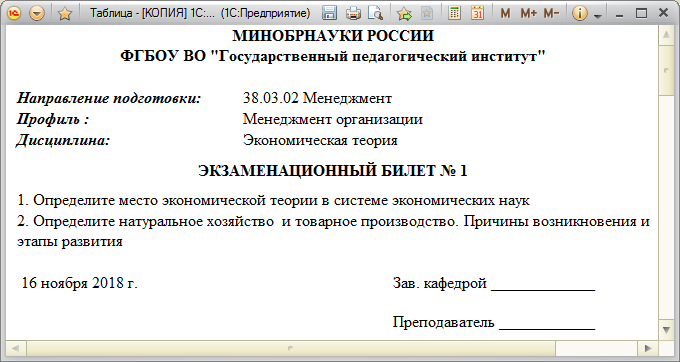 Таблица - [КОПИЯ] 1С:... (1С:Предприятие)
M M+ M-
МИНОБРНАУКИ РОССИИ
ФГБОУ ВО "Государственный педагогический институт"
Направление подготовки: 38.03.02 Менеджмент
Профиль : Менеджмент организации
Дисциплина: Экономическая теория
ЭКЗАМЕНАЦИОННЫЙ БИЛЕТ № 1
1. Определите место экономической теории в системе экономических наук
2. Определите натуральное хозяйство и товарное производство. Причины возникновения и
этапы развития
16 ноября 2018 г. Зав. кафедрой ______________
Преподаватель _____________